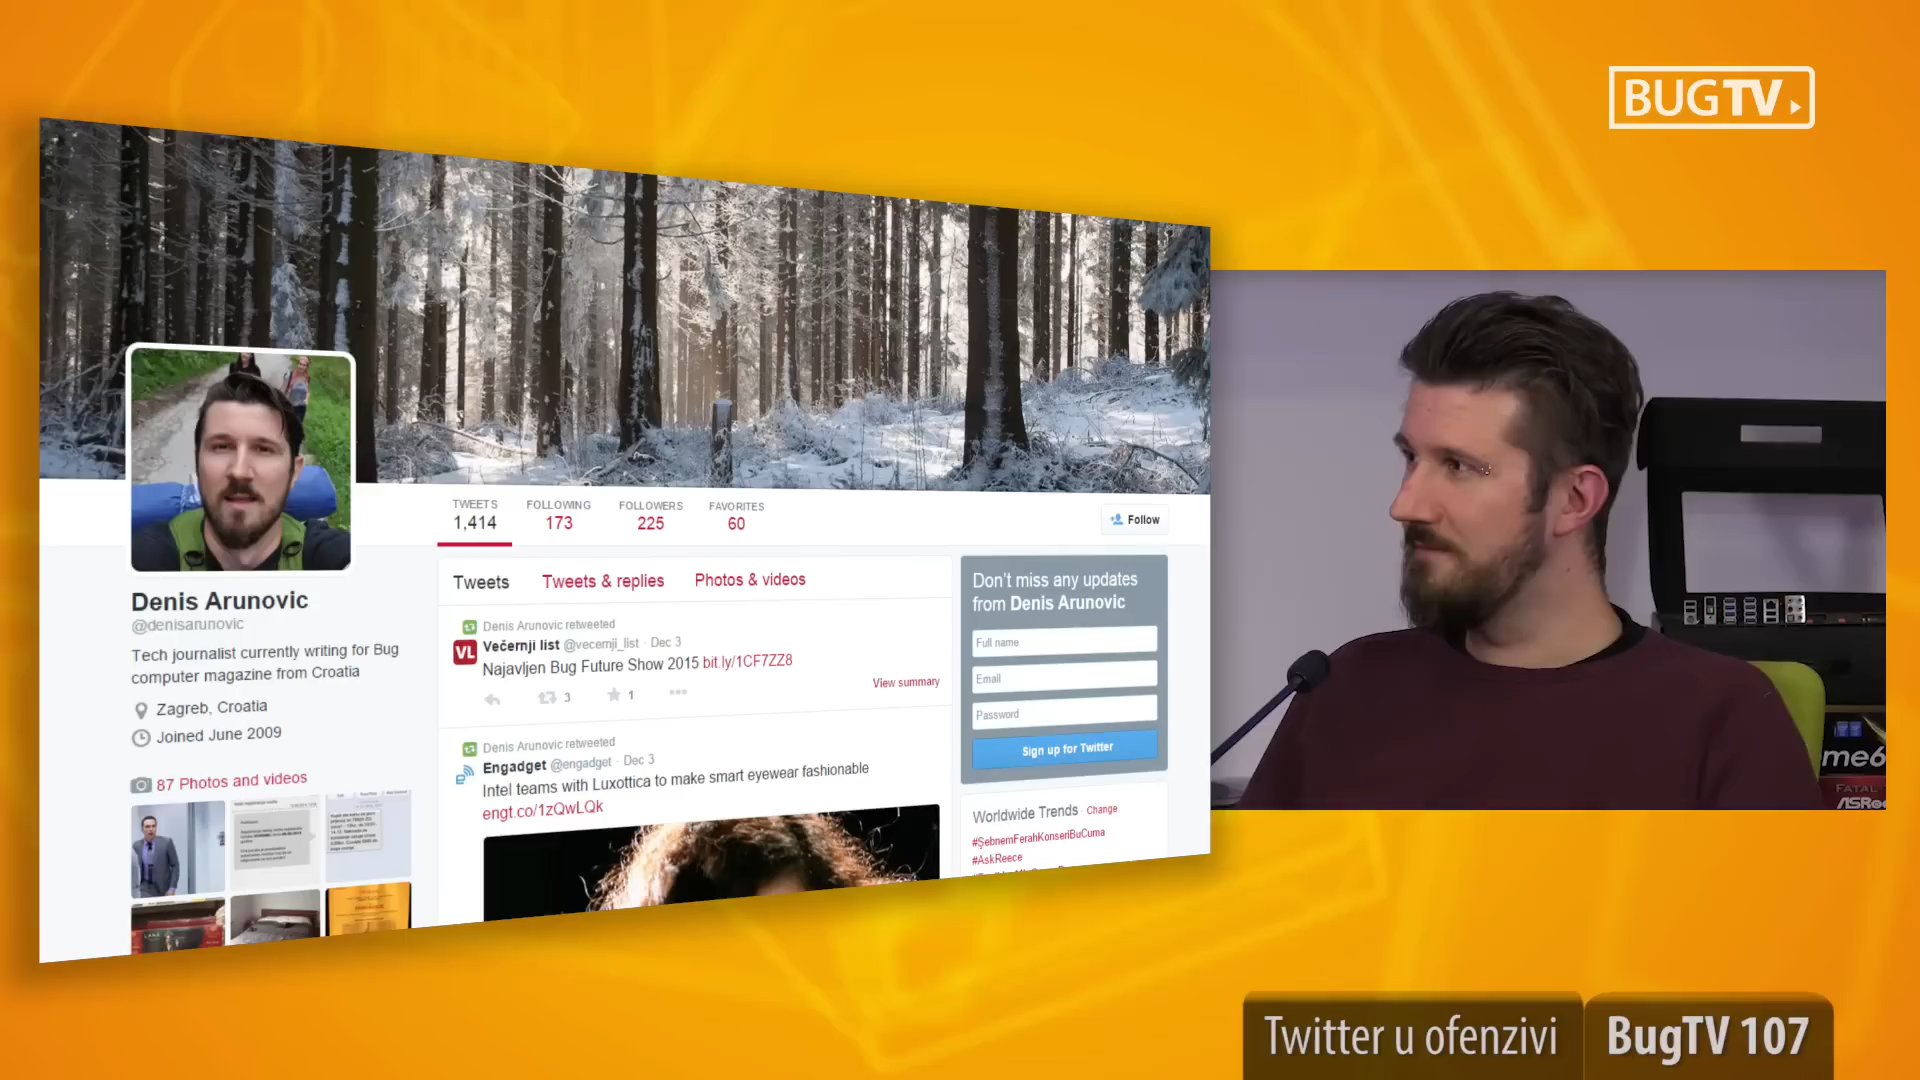 BUGTV
TWEETS
1,414
FOLLOWING
173
FOLLOWERS
225
FAVORITES
60
Follow
Denis Arunovic
@denisarunovic
Tech journalist currently writing for Bug
computer magazine from Croatia
Zagreb, Croatia
Joined June 2009
87 Photos and videos
Tweets
Tweets & replies
Photos & videos
Denis Arunovic retweeted
VL
Večernji list @vecernji_list · Dec 3
Najavljen Bug Future Show 2015 bit.ly/1CF7ZZ8
3
1
View summary
Denis Arunovic retweeted
Engadget @engadget · Dec 3
Intel teams with Luxottica to make smart eyewear fashionable
engt.co/1zQwLQk
Don't miss any updates
from Denis Arunovic
Full name
Email
Password
Sign up for Twitter
Worldwide Trends · Change
#ŞebnemFerahKonseriBuCuma
#AskReece
me6
FATAL
ASRoc
Twitter u ofenzivi
BugTV 107